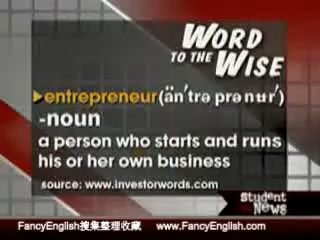 WORD
TO THE
WISE
entrepreneur (än′trə prə nʉr′)
-noun
a person who starts and runs
his or her own business
source: www.investorwords.com
student
News
FancyEnglish搜集整理收藏 www.FancyEnglish.com